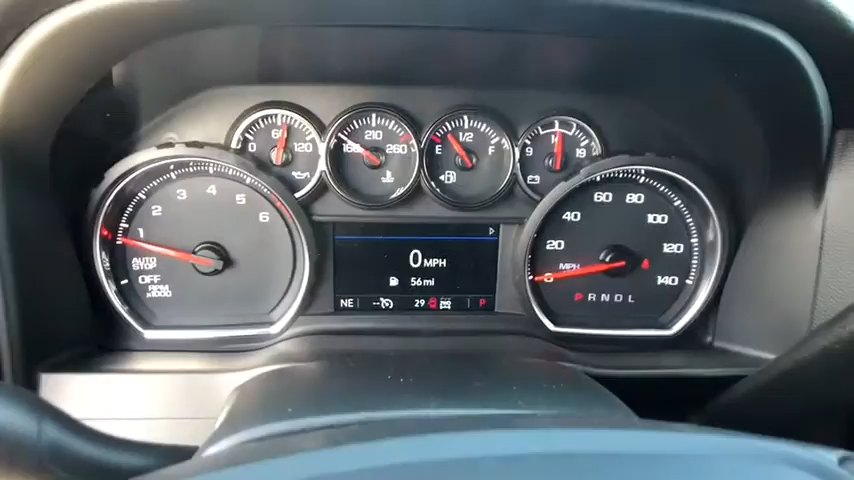 0 60 120
160 210 260
E 1/2 F
9 14 19
1 2 3 4 5 6
AUTO
STOP
OFF
RPM
x1000
0 MPH
56 mi
NE --- 29 P
0 20 40 60 80 100 120 140
MPH
P R N D L